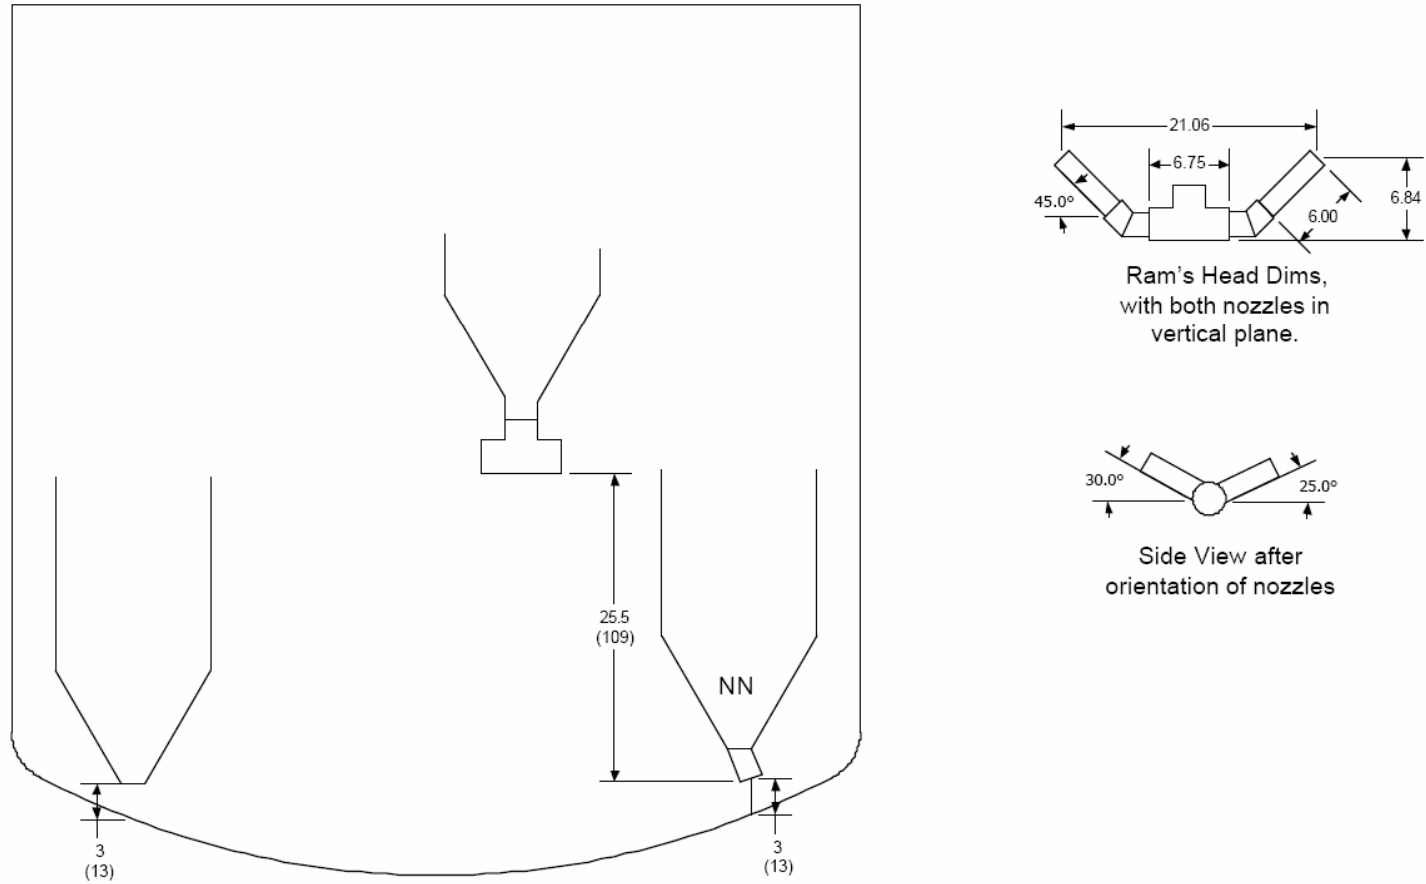 21.06
6.75
45.0°
6.00
6.84
Ram's Head Dims,
with both nozzles in
vertical plane.
30.0°
25.0°
Side View after
orientation of nozzles
25.5
(109)
NN
3
(13)
3
(13)